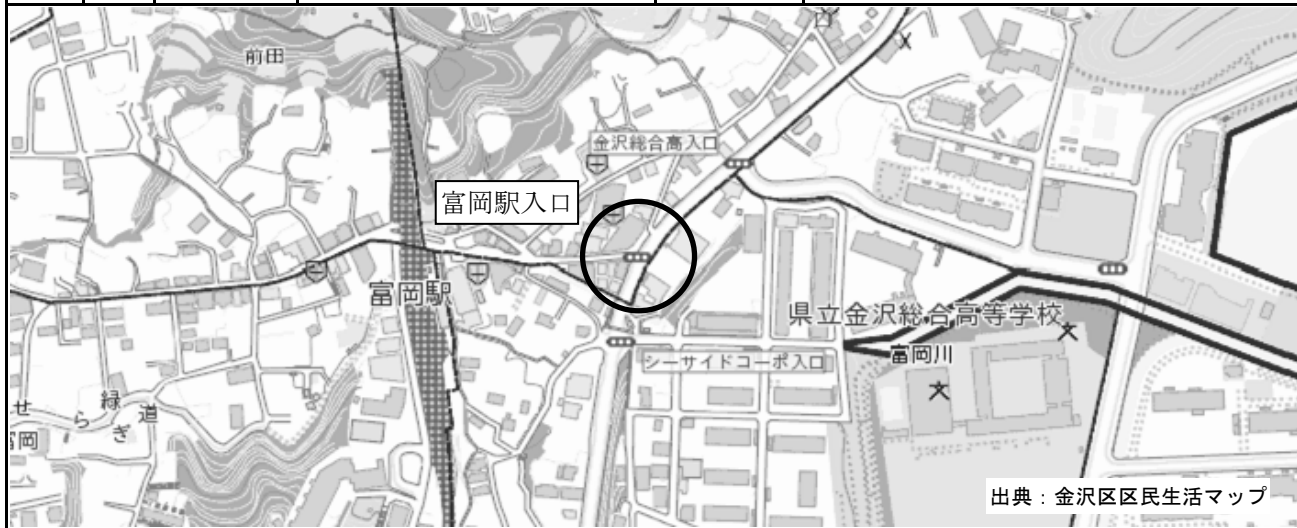 前田
金沢総合高入口
富岡駅入口
富岡駅
県立金沢総合高等学校
富岡川
シーサイドコーポ入口
せらぎ緑道
富岡
出典：金沢区区民生活マップ